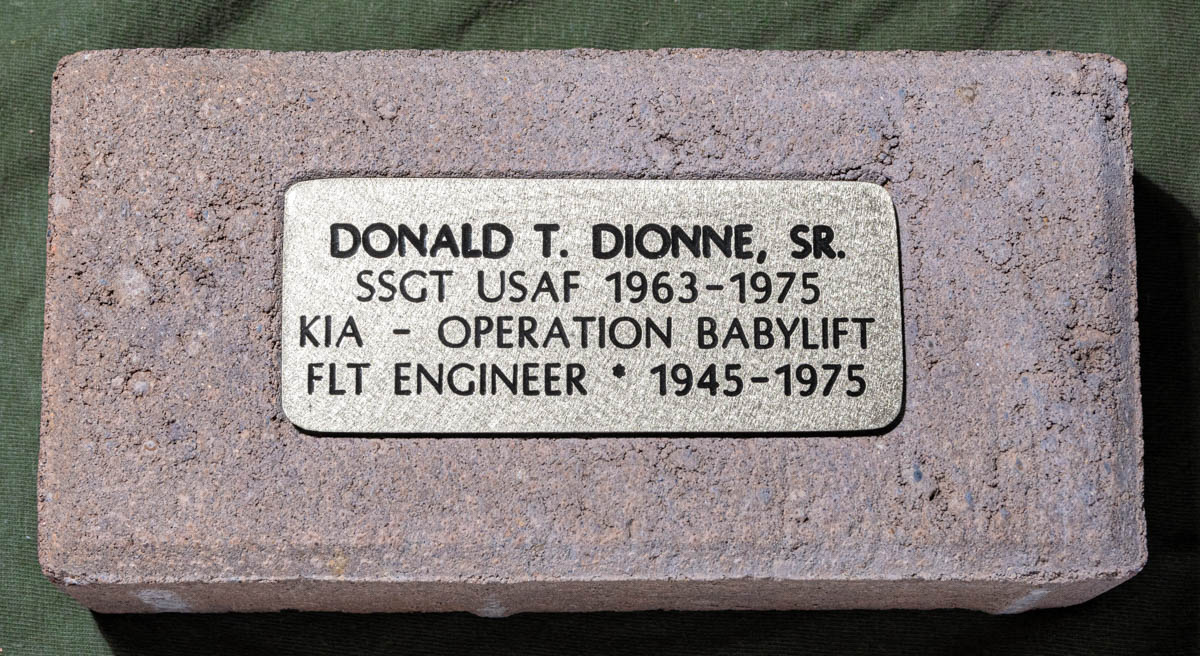 DONALD T. DIONNE, SR.
SSGT USAF 1963-1975
KIA - OPERATION BABYLIFT
FLT ENGINEER * 1945-1975